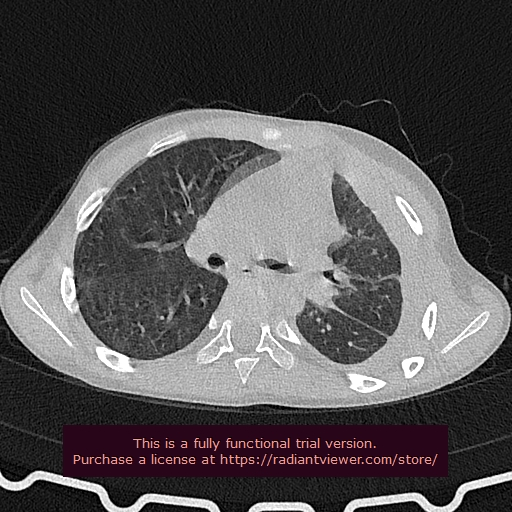 This is a fully functional trial version.
Purchase a license at https://radiantviewer.com/store/